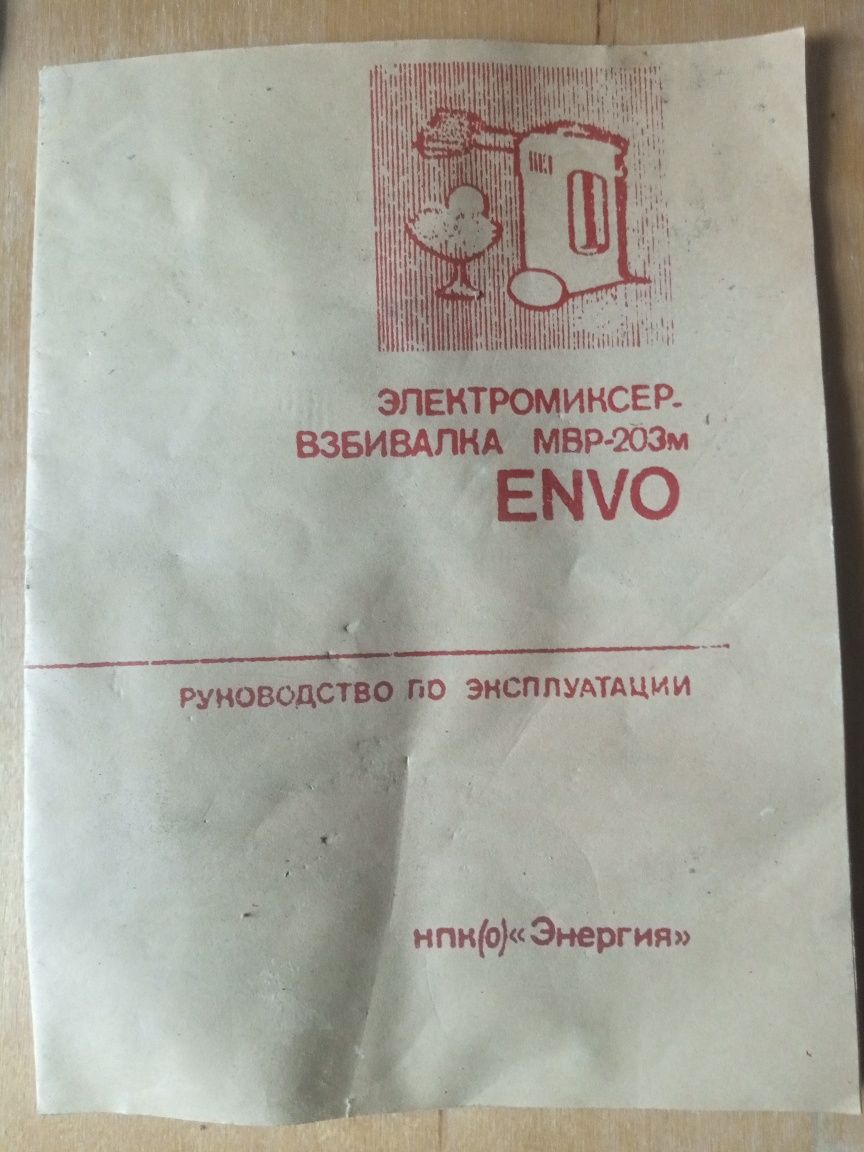 ЭЛЕКТРОМИКСЕР-
ВЗБИВАЛКА МВР-203м
ENVO
РУКОВОДСТВО ПО ЭКСПЛУАТАЦИИ
нпк(о)«Энергия»